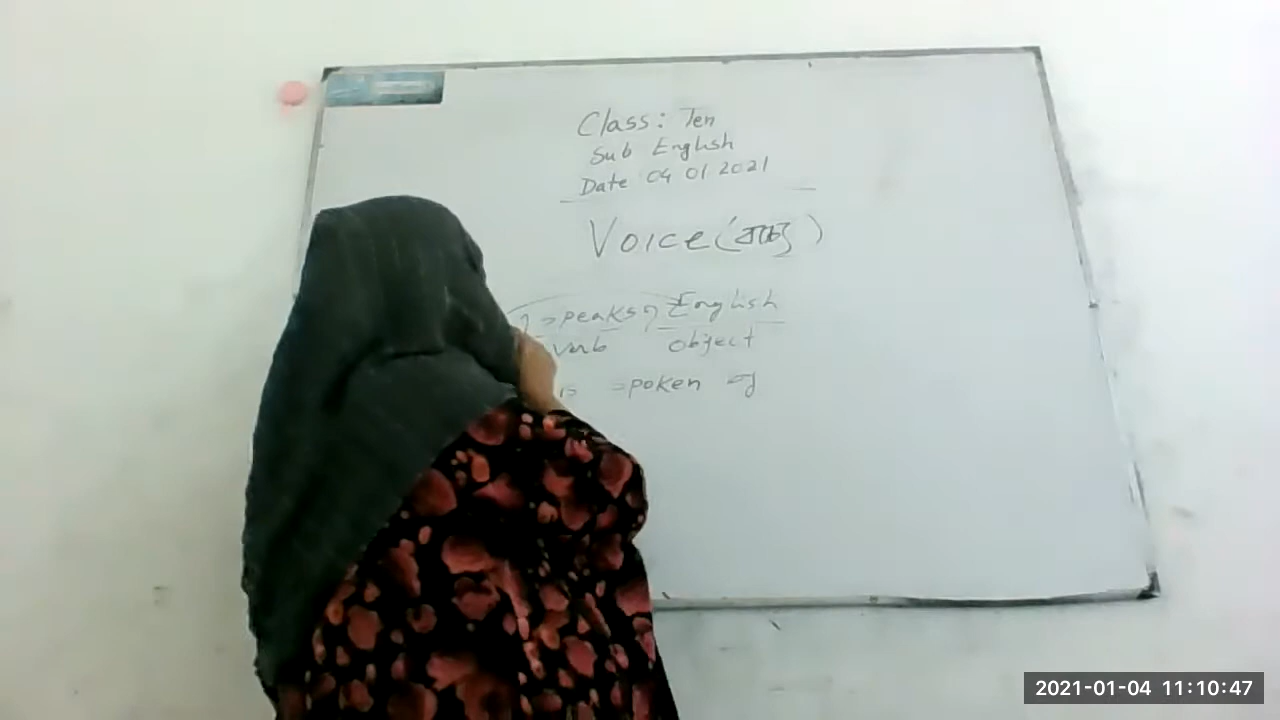 Class: Ten
Sub English
Date 04 01 2021
Voice (বাচ্য)
speaks English
verb object
is spoken
2021-01-04 11:10:47